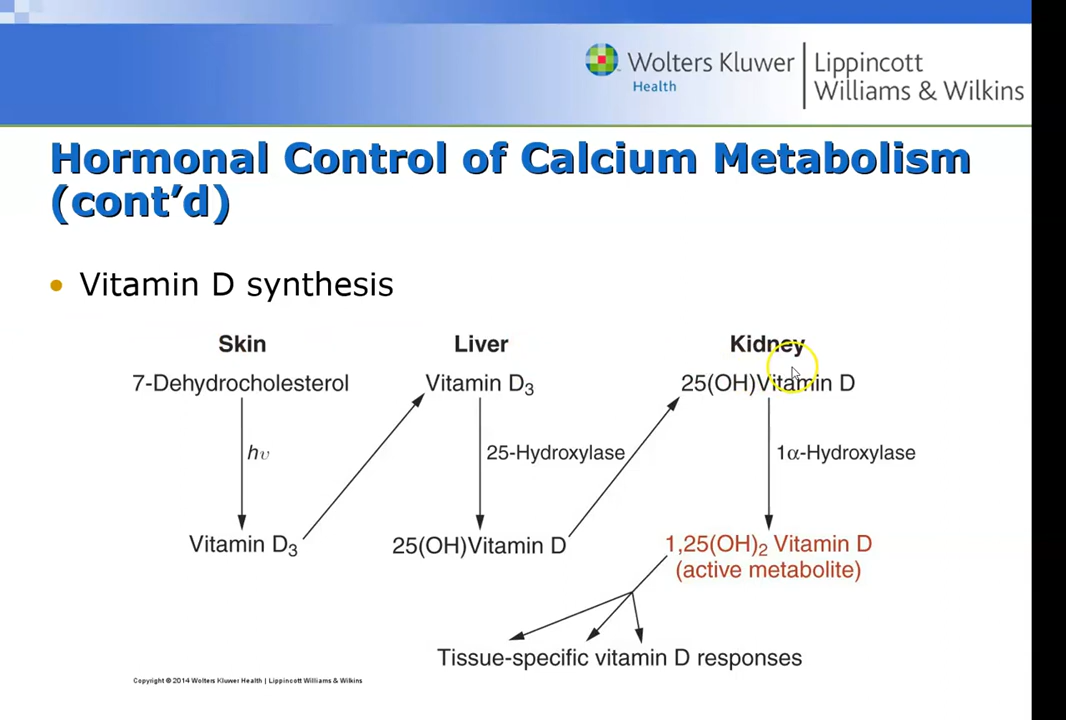 Wolters Kluwer
Health
Lippincott
Williams & Wilkins
Hormonal Control of Calcium Metabolism
(cont'd)
• Vitamin D synthesis
Skin
Liver
Kidney
7-Dehydrocholesterol
Vitamin D₃
25(OH)Vitamin D
hυ
25-Hydroxylase
1α-Hydroxylase
Vitamin D₃
25(OH)Vitamin D
1,25(OH)₂ Vitamin D
(active metabolite)
Tissue-specific vitamin D responses
Copyright © 2014 Wolters Kluwer Health | Lippincott Williams & Wilkins